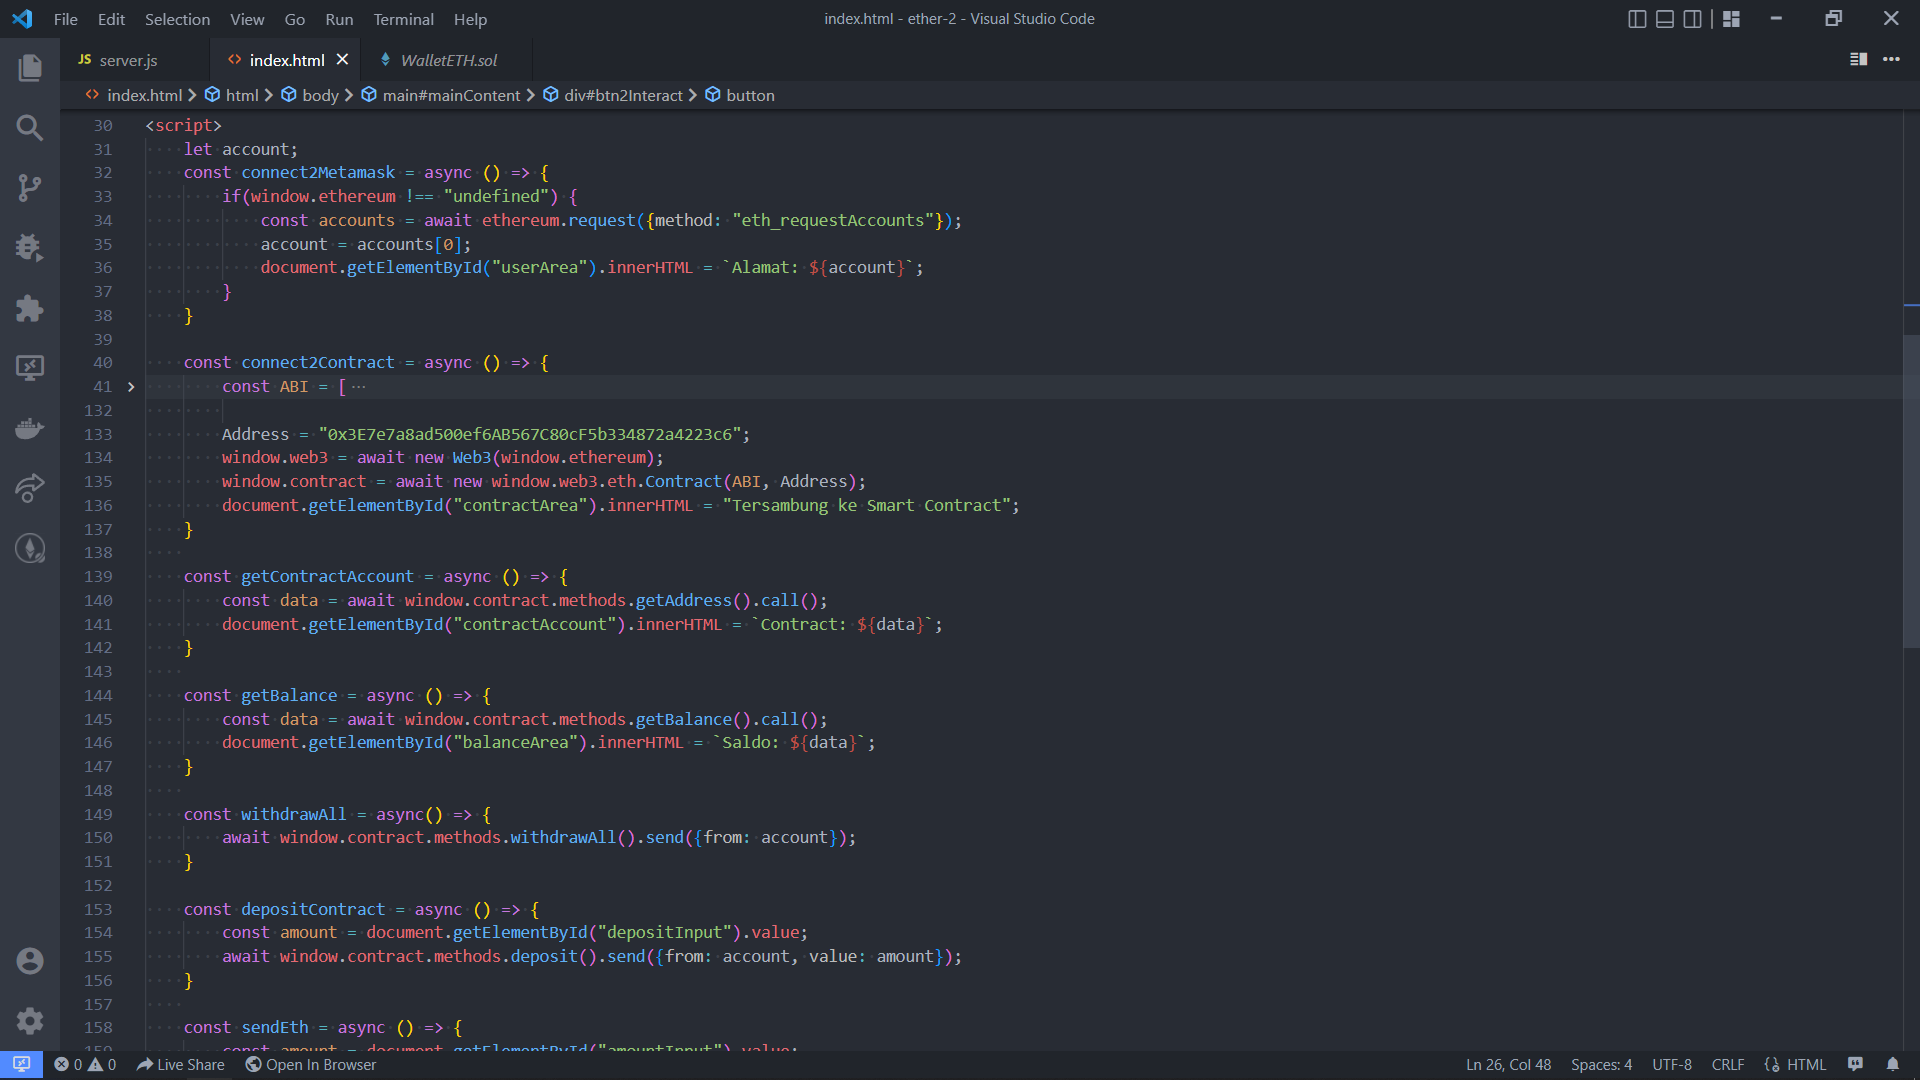 File Edit Selection View Go Run Terminal Help index.html - ether-2 - Visual Studio Code
JS server.js <> index.html WalletETH.sol
<> index.html > html > body > main#mainContent > div#btn2Interact > button
30 <script>
31 let account;
32 const connect2Metamask = async () => {
33 if(window.ethereum !== "undefined") {
34 const accounts = await ethereum.request({method: "eth_requestAccounts"});
35 account = accounts[0];
36 document.getElementById("userArea").innerHTML = `Alamat: ${account}`;
37 }
38 }
39
40 const connect2Contract = async () => {
41 const ABI = [ ···
132
133 Address = "0x3E7e7a8ad500ef6AB567C80cF5b334872a4223c6";
134 window.web3 = await new Web3(window.ethereum);
135 window.contract = await new window.web3.eth.Contract(ABI, Address);
136 document.getElementById("contractArea").innerHTML = "Tersambung ke Smart Contract";
137 }
138
139 const getContractAccount = async () => {
140 const data = await window.contract.methods.getAddress().call();
141 document.getElementById("contractAccount").innerHTML = `Contract: ${data}`;
142 }
143
144 const getBalance = async () => {
145 const data = await window.contract.methods.getBalance().call();
146 document.getElementById("balanceArea").innerHTML = `Saldo: ${data}`;
147 }
148
149 const withdrawAll = async() => {
150 await window.contract.methods.withdrawAll().send({from: account});
151 }
152
153 const depositContract = async () => {
154 const amount = document.getElementById("depositInput").value;
155 await window.contract.methods.deposit().send({from: account, value: amount});
156 }
157
158 const sendEth = async () => {
159 const amount = document.getElementById("amountInput").value;
0 0 Live Share Open In Browser Ln 26, Col 48 Spaces: 4 UTF-8 CRLF HTML